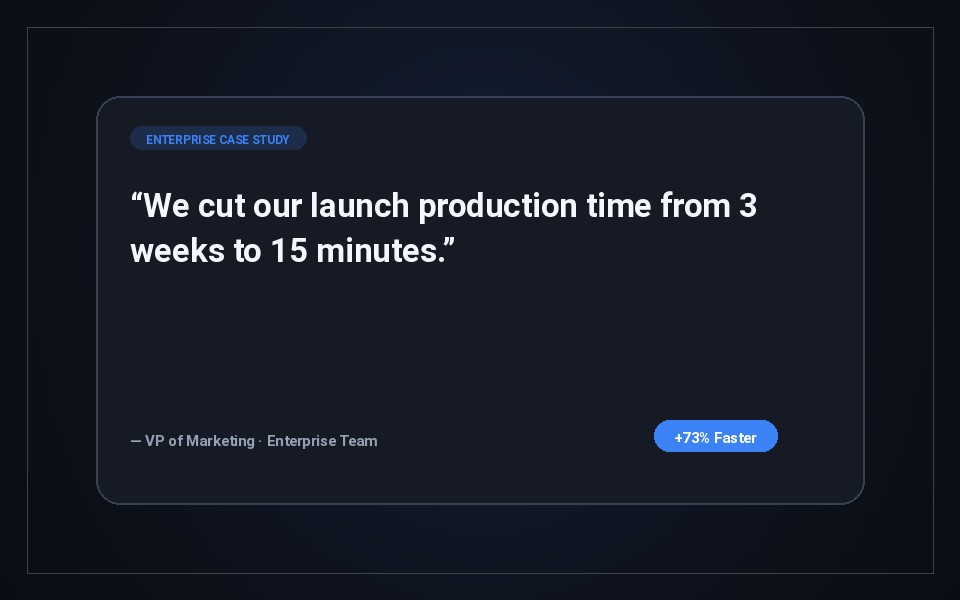 ENTERPRISE CASE STUDY
“We cut our launch production time from 3
weeks to 15 minutes.”
— VP of Marketing · Enterprise Team
+73% Faster